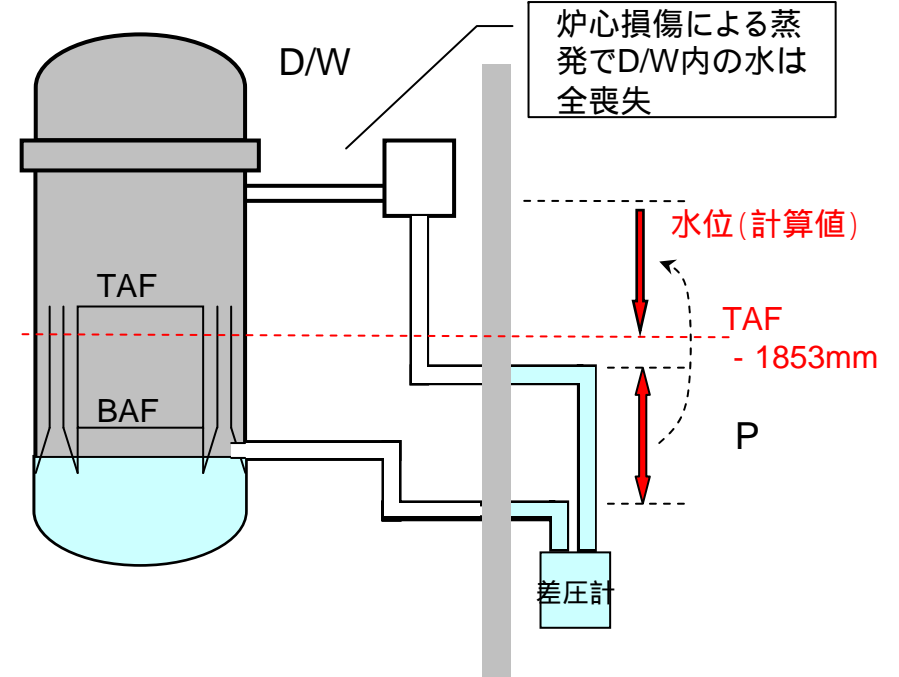 D/W
炉心損傷による蒸
発でD/W内の水は
全喪失
水位(計算値)
TAF
TAF
- 1853mm
BAF
P
差圧計